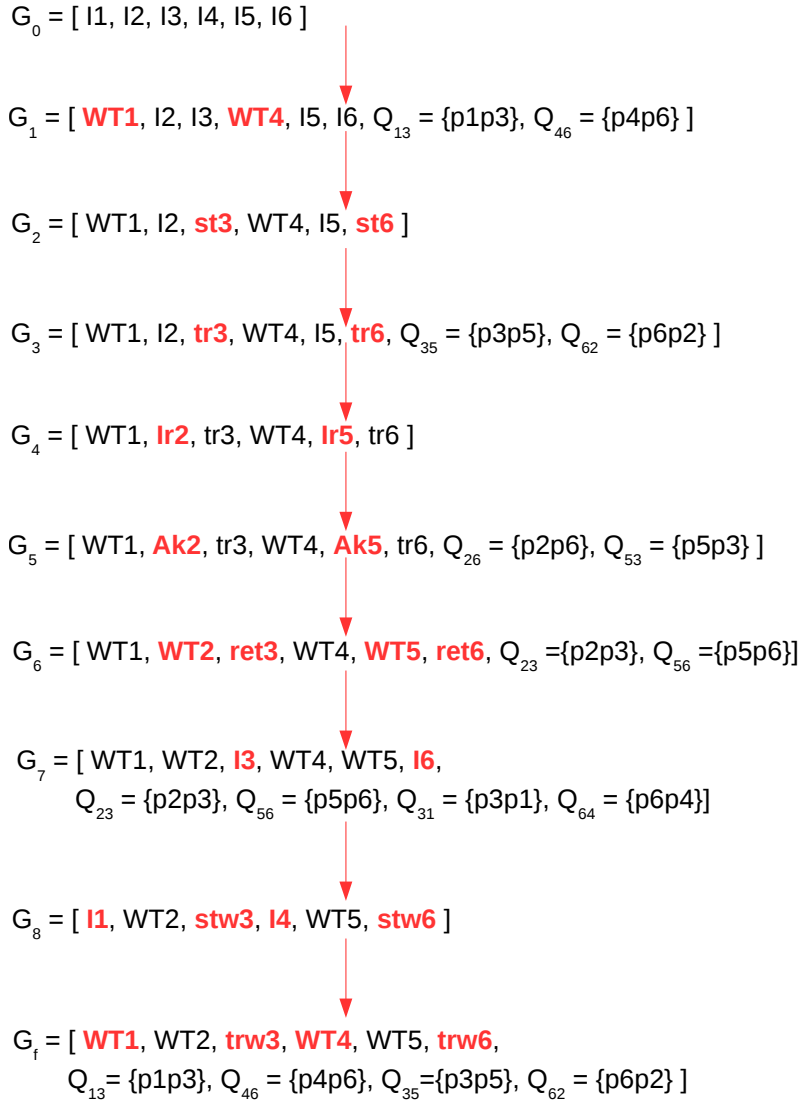 G0 = [ I1, I2, I3, I4, I5, I6 ]
G1 = [ WT1, I2, I3, WT4, I5, I6, Q13 = {p1p3}, Q46 = {p4p6} ]
G2 = [ WT1, I2, st3, WT4, I5, st6 ]
G3 = [ WT1, I2, tr3, WT4, I5, tr6, Q35 = {p3p5}, Q62 = {p6p2} ]
G4 = [ WT1, Ir2, tr3, WT4, Ir5, tr6 ]
G5 = [ WT1, Ak2, tr3, WT4, Ak5, tr6, Q26 = {p2p6}, Q53 = {p5p3} ]
G6 = [ WT1, WT2, ret3, WT4, WT5, ret6, Q23 ={p2p3}, Q56 ={p5p6}]
G7 = [ WT1, WT2, I3, WT4, WT5, I6,
Q23 = {p2p3}, Q56 = {p5p6}, Q31 = {p3p1}, Q64 = {p6p4}]
G8 = [ I1, WT2, stw3, I4, WT5, stw6 ]
Gf = [ WT1, WT2, trw3, WT4, WT5, trw6,
Q13= {p1p3}, Q46 = {p4p6}, Q35={p3p5}, Q62 = {p6p2} ]